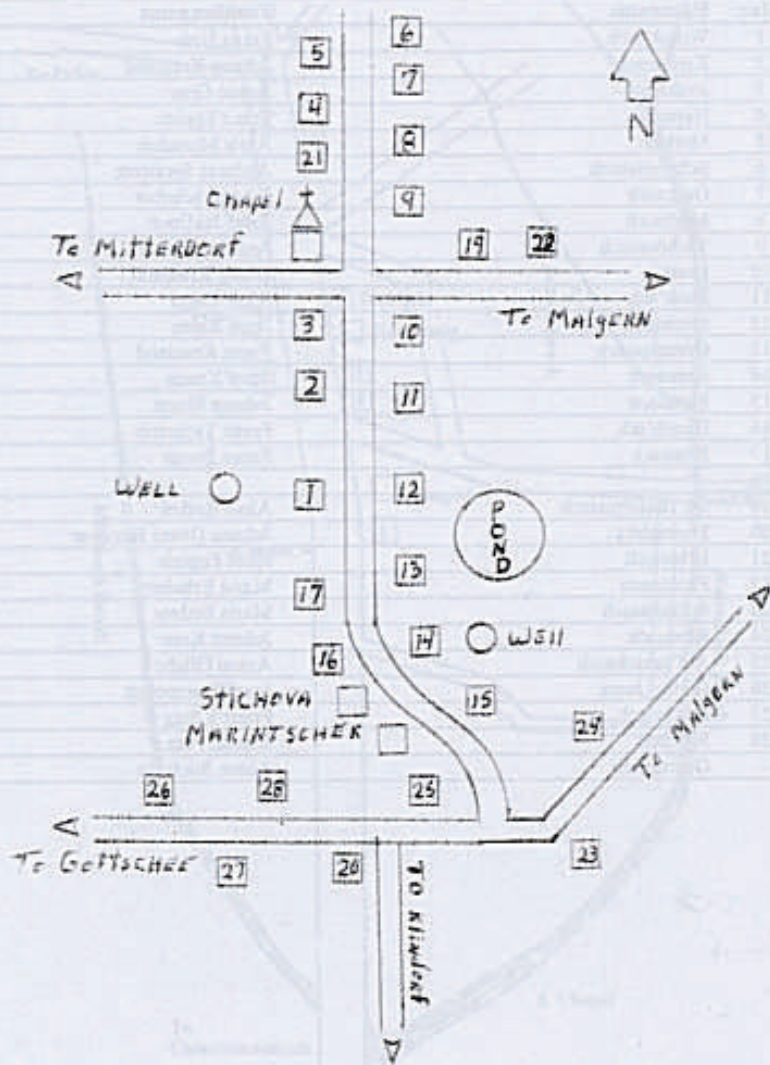 5
6
7
4
8
21
9
N
CHAPEl
19
22
To MITTERDORF
To MAlgERN
3
10
2
11
WELL
1
12
POND
13
17
14
WEll
16
15
STICHOVA
MARINTSCHEK
24
To MAlgERN
26
28
25
To GOTTSCHEE
27
20
23
TO Klindorf